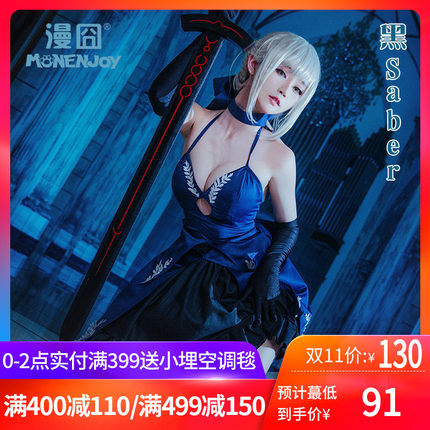 漫囧®
MONENJOY
黑Saber
0-2点实付满399送小埋空调毯
双11价:¥130
满400减110/满499减150
预计最低
到手价¥
91